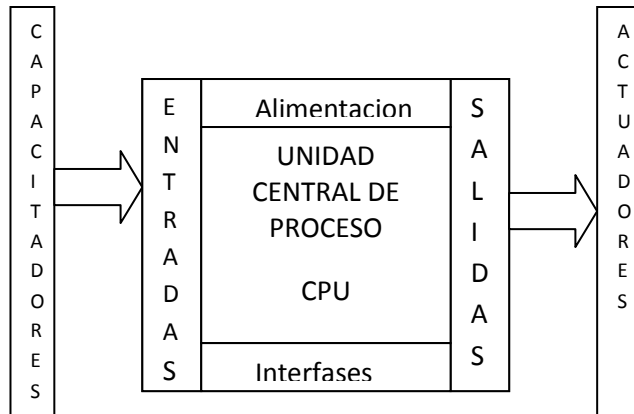 CAPACITADORES
ENTRADAS
Alimentacion
UNIDAD
CENTRAL DE
PROCESO
CPU
Interfases
SALIDAS
ACTUADORES